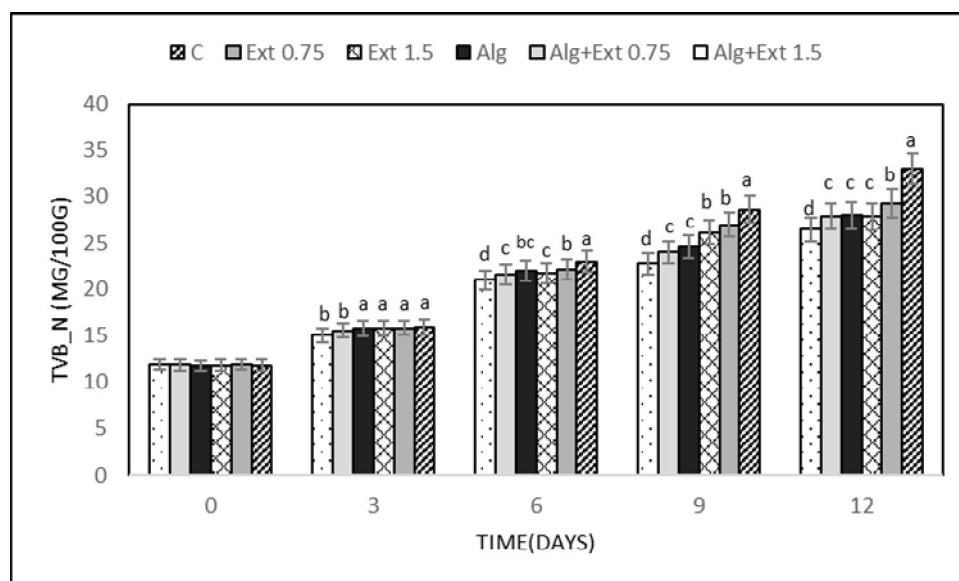 C Ext 0.75 Ext 1.5 Alg Alg+Ext 0.75 Alg+Ext 1.5
TVB_N (MG/100G)
40
35
30
25
20
15
10
5
0
b b a a a a
d c bc c b a
d c c b b a
d c c c b a
0 3 6 9 12
TIME(DAYS)